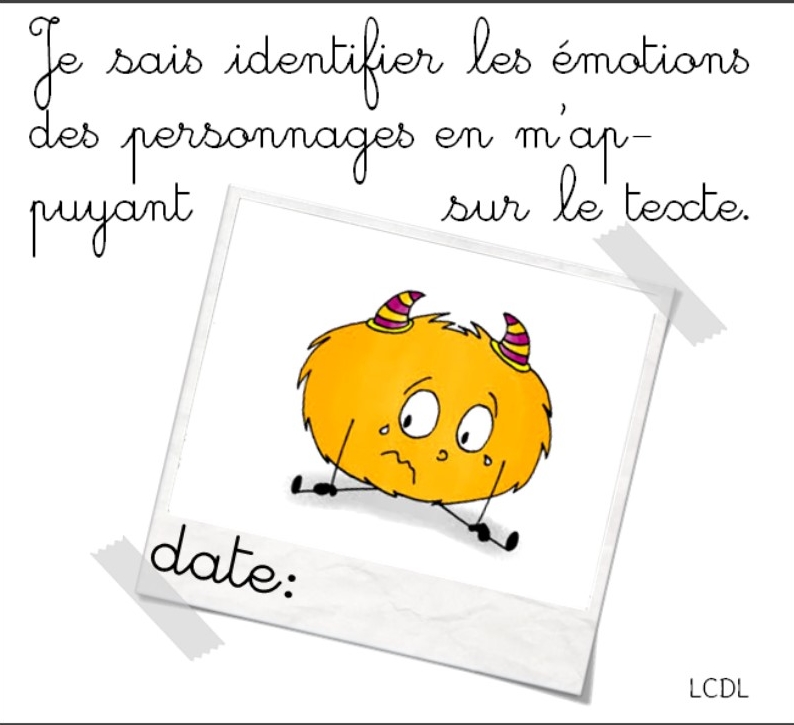 Je sais identifier les émotions
des personnages en m'ap-
puyant sur le texte.
date:
LCDL